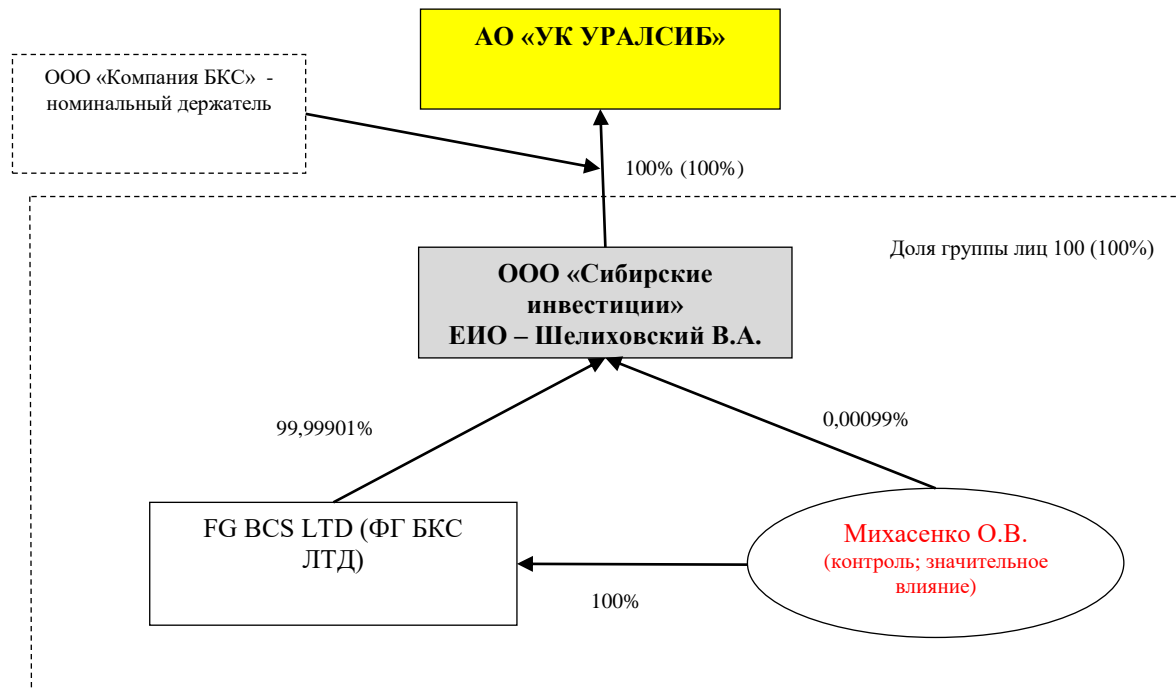 АО «УК УРАЛСИБ»
ООО «Компания БКС» -
номинальный держатель
100% (100%)
Доля группы лиц 100 (100%)
ООО «Сибирские
инвестиции»
ЕИО – Шелиховский В.А.
99,99901%
0,00099%
FG BCS LTD (ФГ БКС
ЛТД)
Михасенко О.В.
(контроль; значительное
влияние)
100%